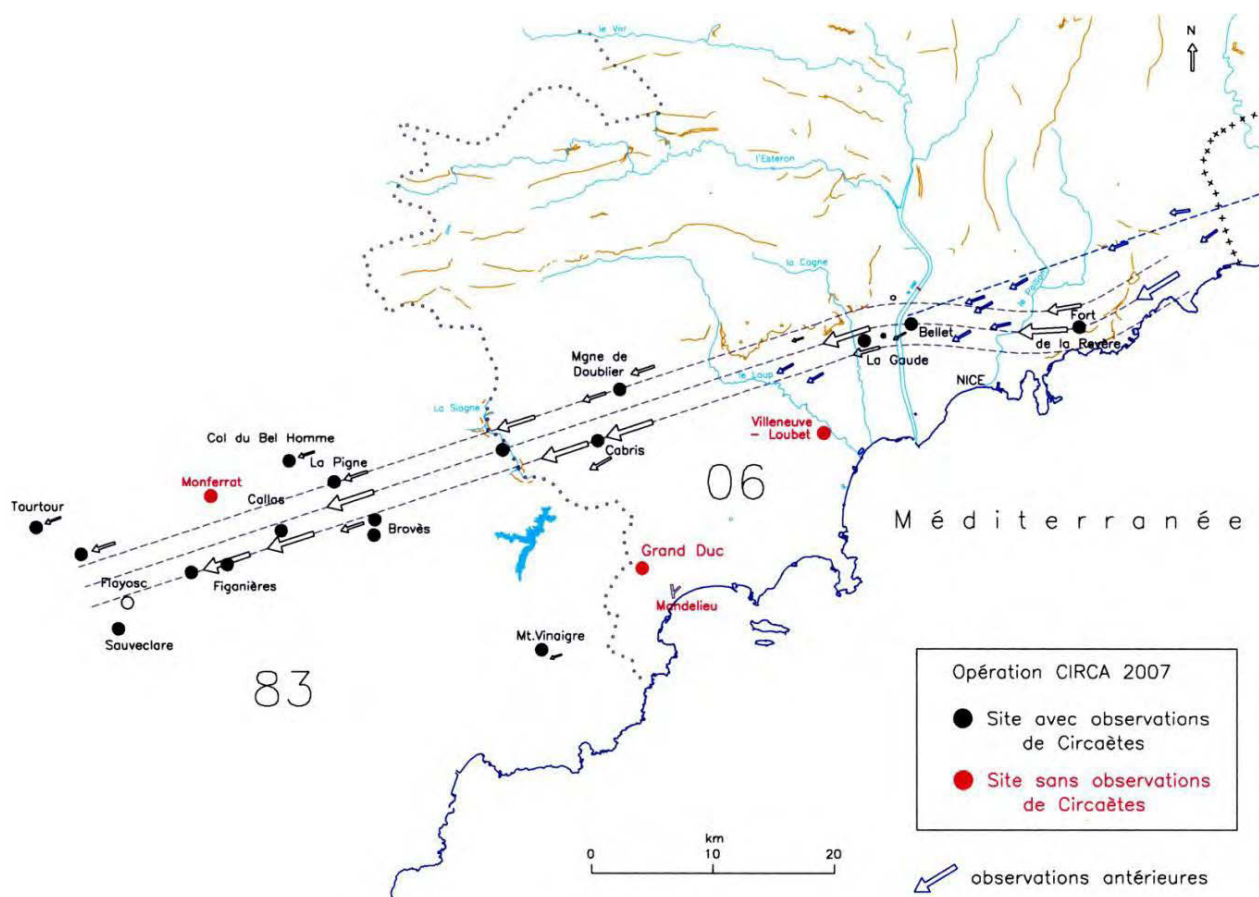 le Var
N
l'Esteron
la Cagne
le Paillon
Bellet
Fort
de la Revère
La Gaude
Mgne de
Doublier
le Loup
NICE
La Siagne
Villeneuve
– Loubet
Col du Bel Homme
La Pigne
Cabris
06
Monferrat
Callas
Méditerranée
Tourtour
Brovès
Grand Duc
Flayosc
Figanières
Mandelieu
Sauveclare
Mt.Vinaigre
83
Opération CIRCA 2007
Site avec observations
de Circaètes
Site sans observations
de Circaètes
km
0 10 20
observations antérieures